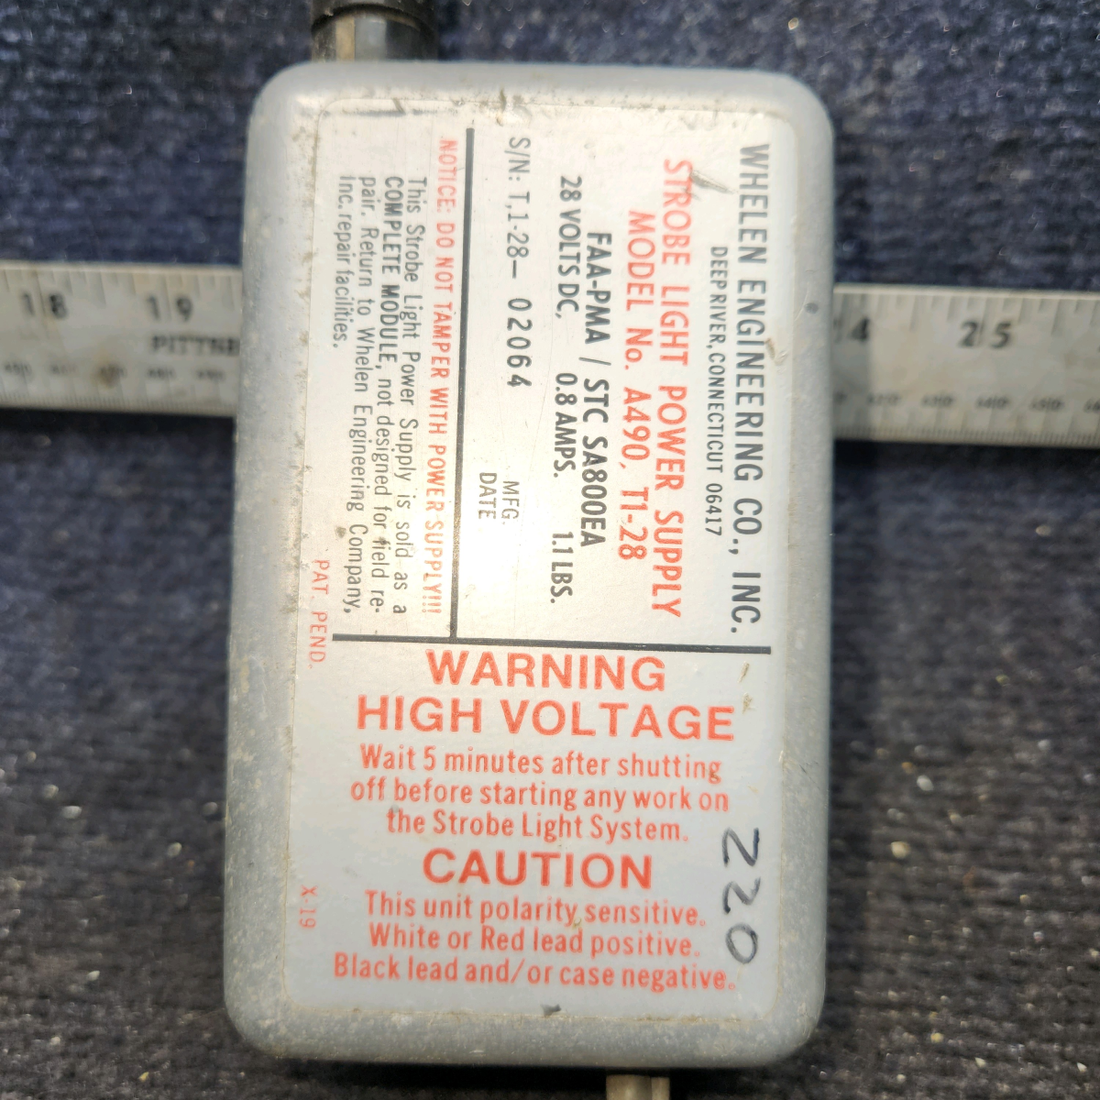 WHELEN ENGINEERING CO., INC.
DEEP RIVER, CONNECTICUT 06417
STROBE LIGHT POWER SUPPLY
MODEL No. A490, T1-28
FAA-PMA / STC SA800EA
28 VOLTS DC, 0.8 AMPS. 1.1 LBS.
S/N: T,1-28– 02064
MFG.
DATE
NOTICE: DO NOT TAMPER WITH POWER SUPPLY!!!
This Strobe Light Power Supply is sold as a
COMPLETE MODULE, not designed for field re-
pair. Return to Whelen Engineering Company,
Inc. repair facilities.
PAT. PEND.
WARNING
HIGH VOLTAGE
Wait 5 minutes after shutting
off before starting any work on
the Strobe Light System.
CAUTION
This unit polarity sensitive.
White or Red lead positive.
Black lead and/or case negative.
X-19
220
18 19
25